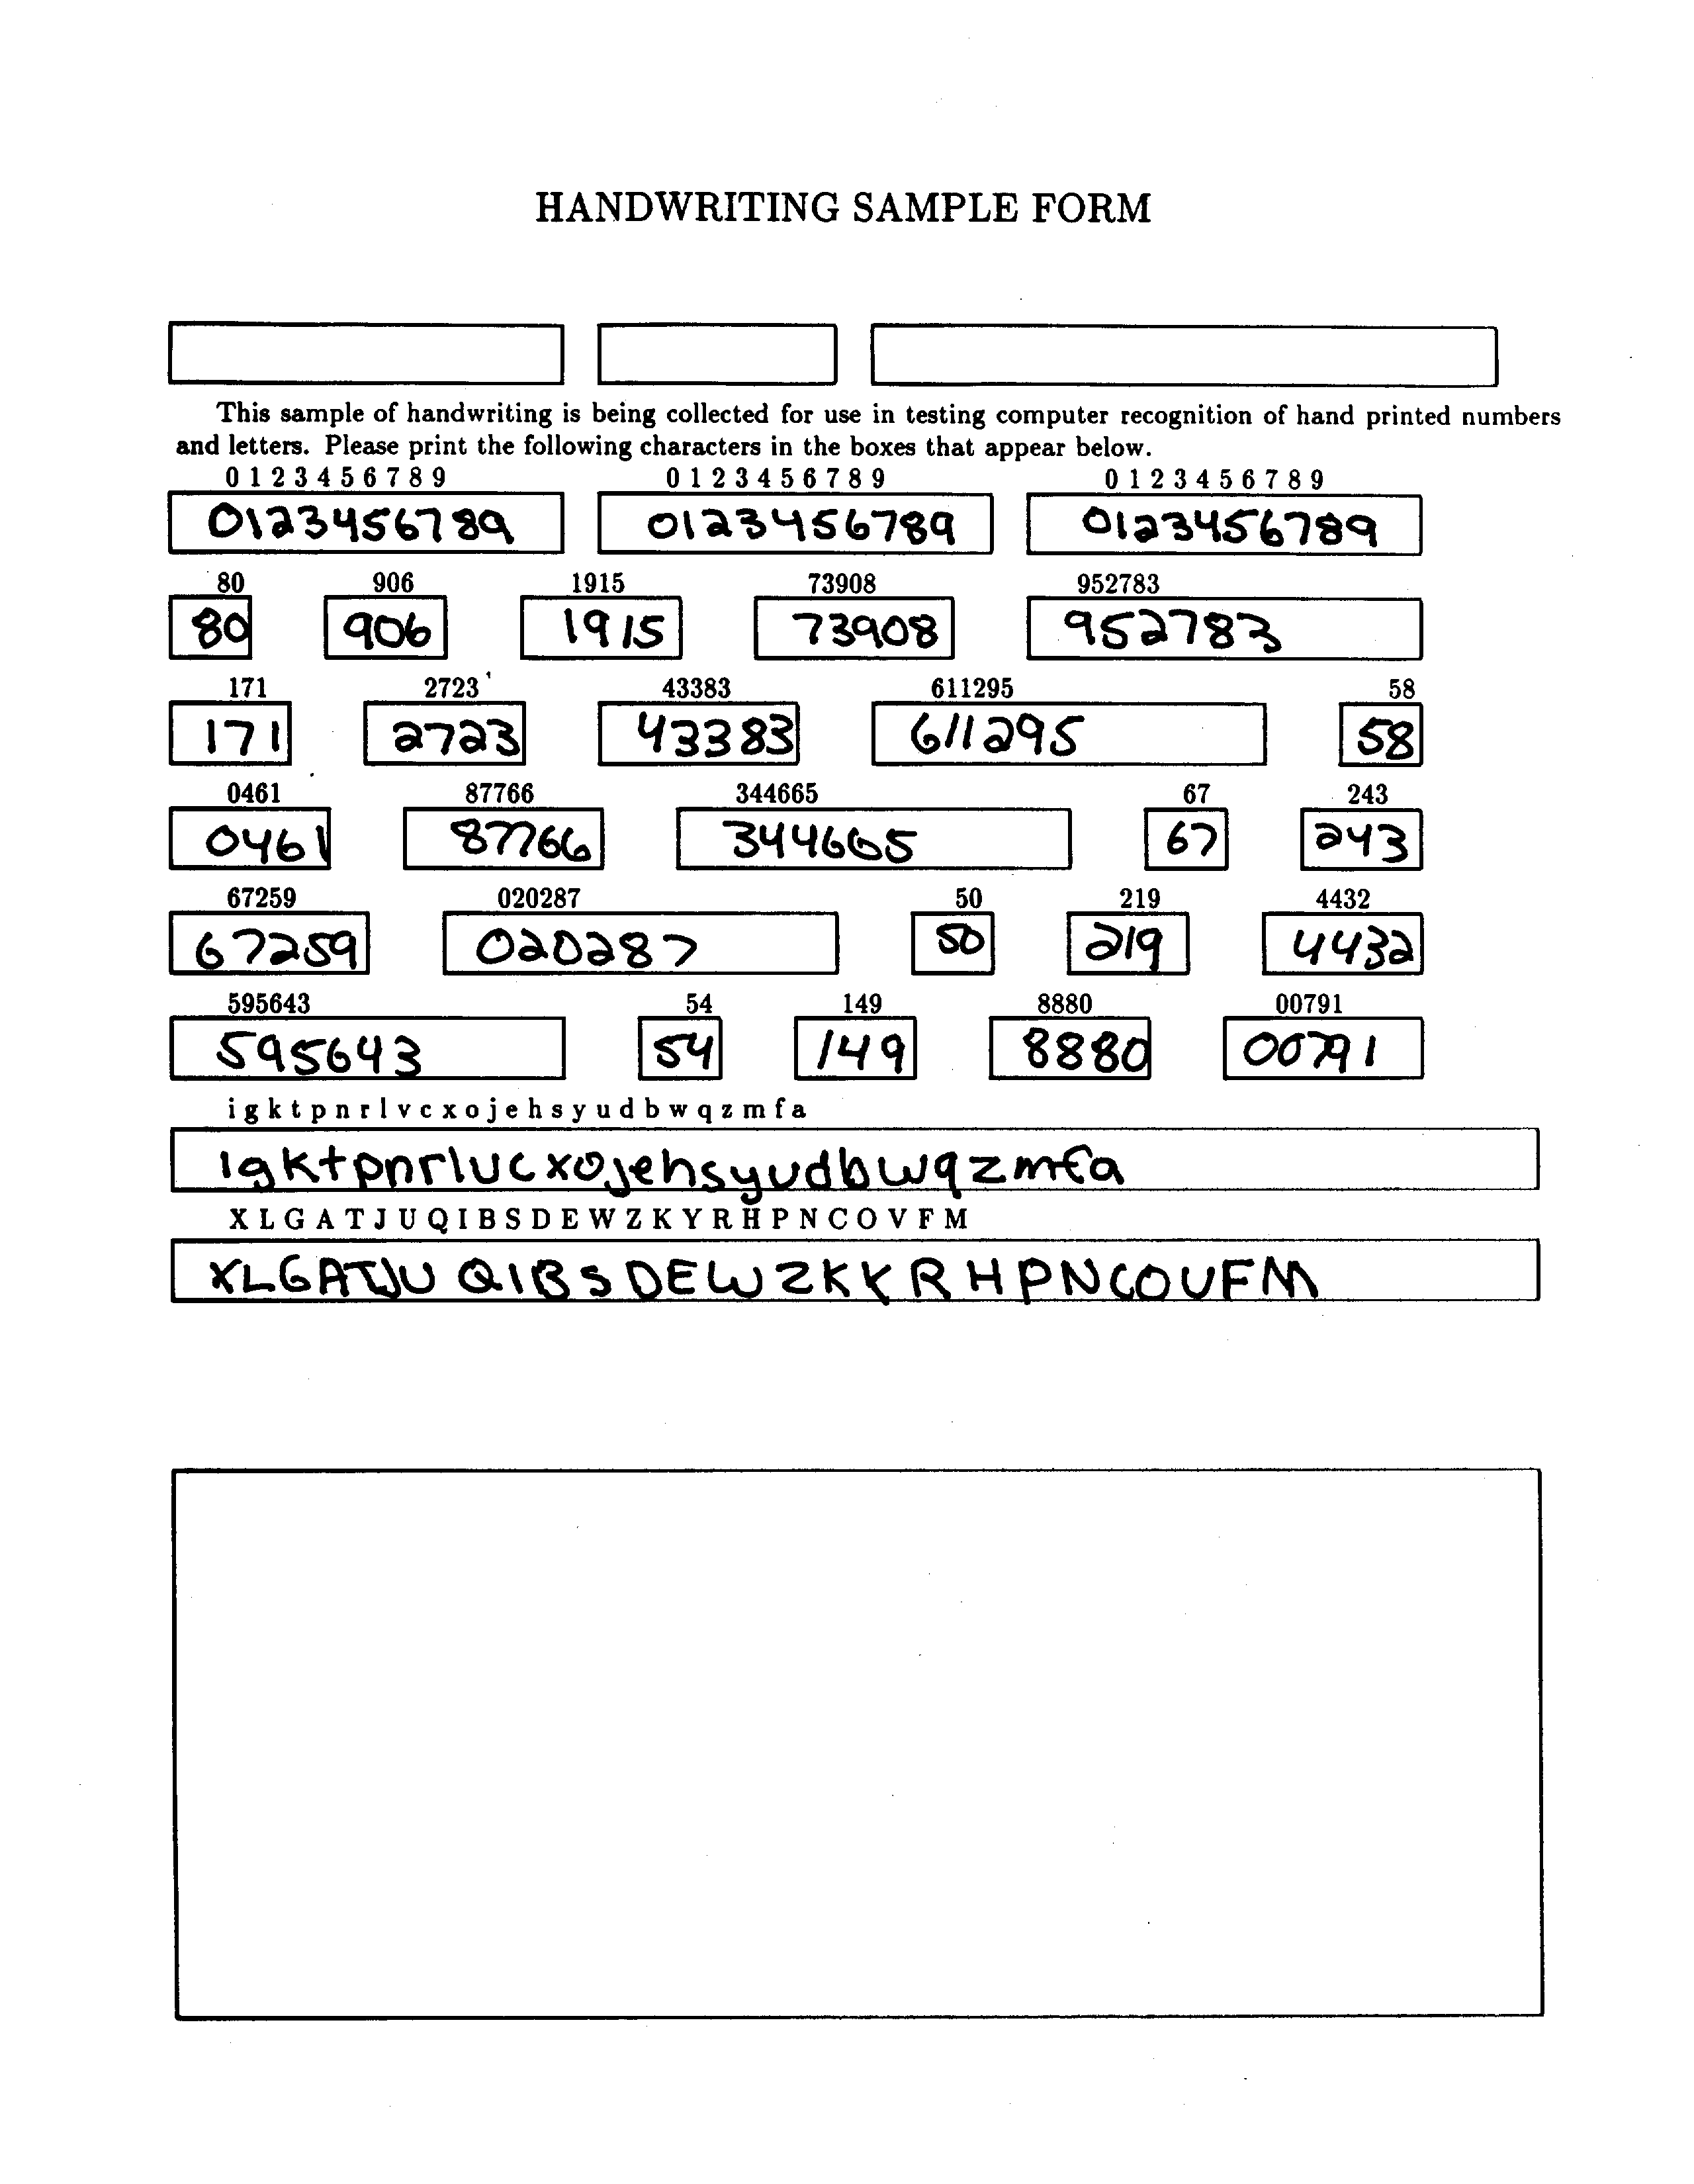 HANDWRITING SAMPLE FORM
This sample of handwriting is being collected for use in testing computer recognition of hand printed numbers
and letters. Please print the following characters in the boxes that appear below.
0 1 2 3 4 5 6 7 8 9 0 1 2 3 4 5 6 7 8 9 0 1 2 3 4 5 6 7 8 9
0123456789 0123456789 0123456789
80 906 1915 73908 952783
80 906 1915 73908 952783
171 2723 43383 611295 58
171 2723 43383 611295 58
0461 87766 344665 67 243
0461 87766 344665 67 243
67259 020287 50 219 4432
67259 020287 50 219 4432
595643 54 149 8880 00791
595643 54 149 8880 00791
i g k t p n r l v c x o j e h s y u d b w q z m f a
igktpnrlvcxojehsyudbwqzmfa
X L G A T J U Q I B S D E W Z K Y R H P N C O V F M
XLGATJU QIBSDEWZKYRHPNCOVFM